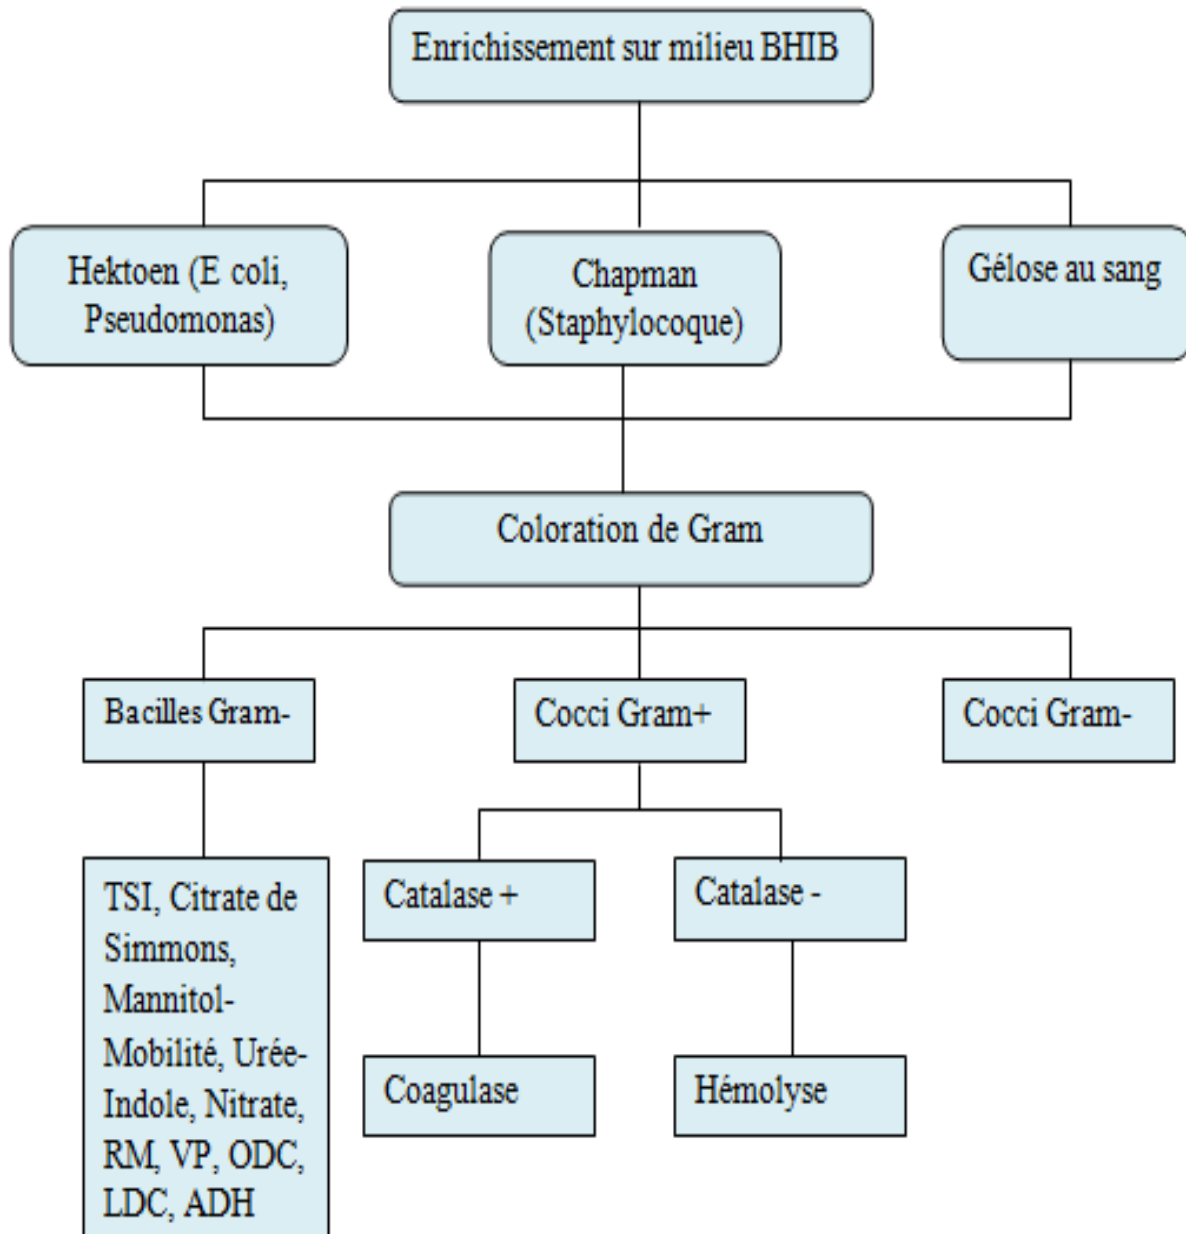 Enrichissement sur milieu BHIB
Hektoen (E coli,
Pseudomonas)
Chapman
(Staphylocoque)
Gélose au sang
Coloration de Gram
Bacilles Gram-
Cocci Gram+
Cocci Gram-
TSI, Citrate de
Simmons,
Mannitol-
Mobilité, Urée-
Indole, Nitrate,
RM, VP, ODC,
LDC, ADH
Catalase +
Catalase -
Coagulase
Hémolyse